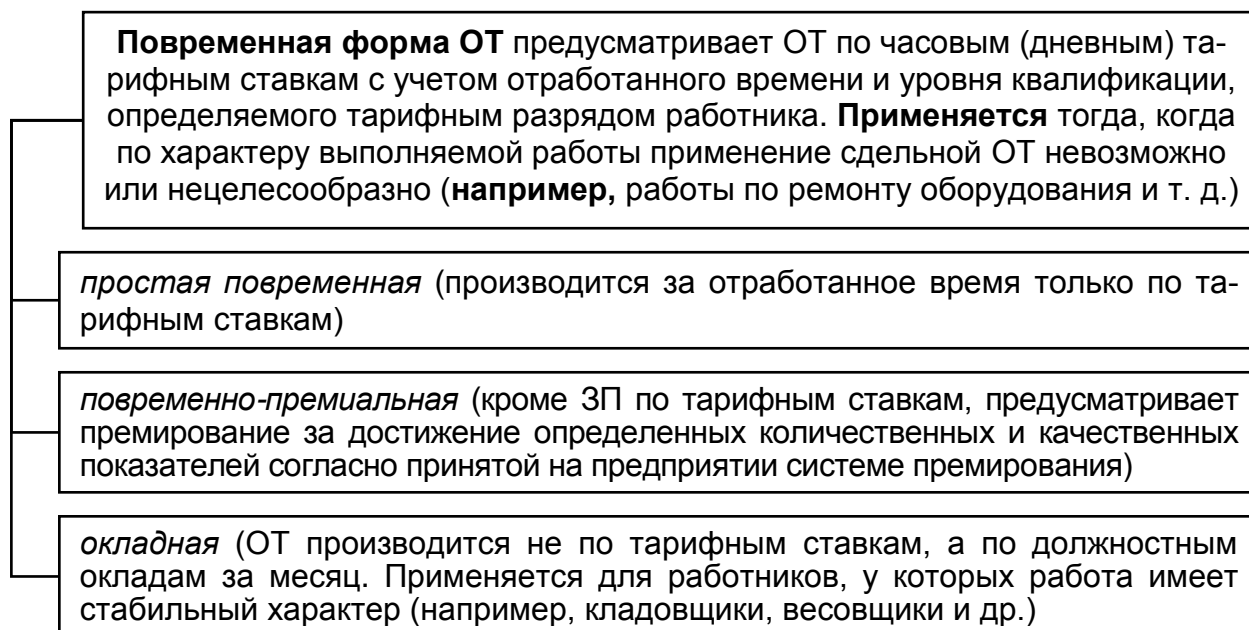 Повременная форма ОТ предусматривает ОТ по часовым (дневным) та-
рифным ставкам с учетом отработанного времени и уровня квалификации,
определяемого тарифным разрядом работника. Применяется тогда, когда
по характеру выполняемой работы применение сдельной ОТ невозможно
или нецелесообразно (например, работы по ремонту оборудования и т. д.)
простая повременная (производится за отработанное время только по та-
рифным ставкам)
повременно-премиальная (кроме ЗП по тарифным ставкам, предусматривает
премирование за достижение определенных количественных и качественных
показателей согласно принятой на предприятии системе премирования)
окладная (ОТ производится не по тарифным ставкам, а по должностным
окладам за месяц. Применяется для работников, у которых работа имеет
стабильный характер (например, кладовщики, весовщики и др.)